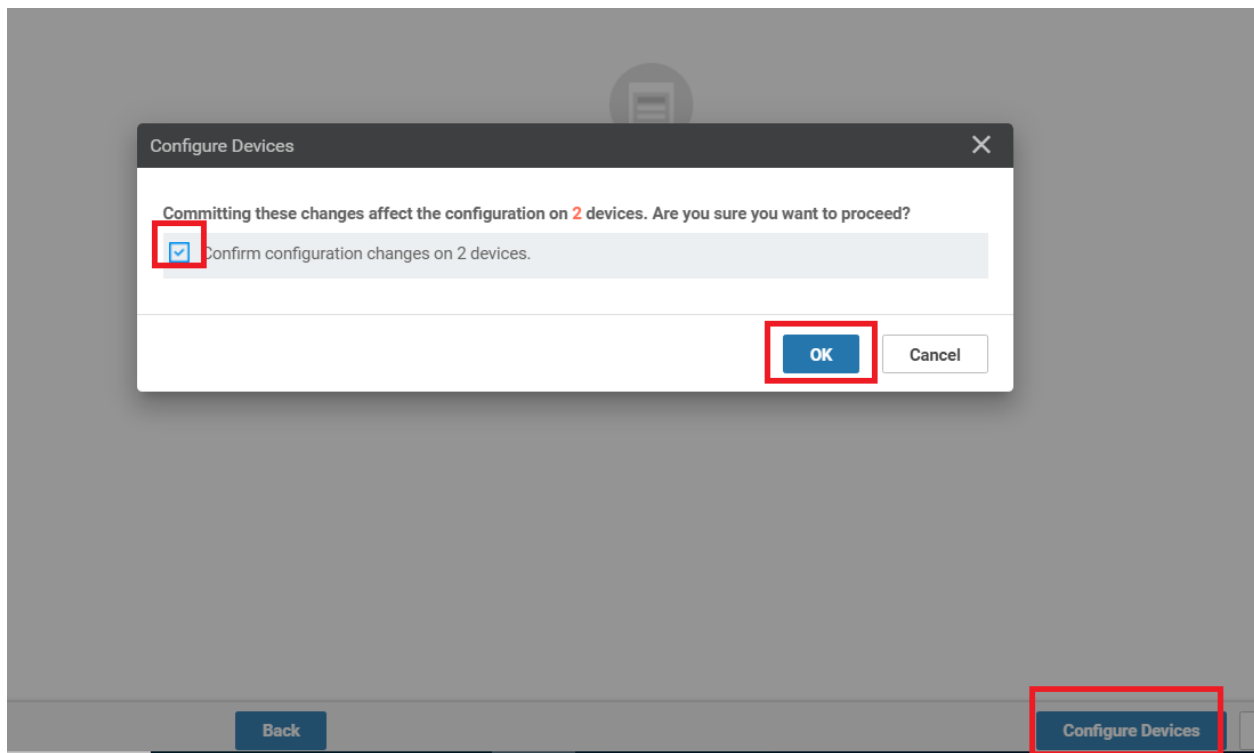 Configure Devices
Committing these changes affect the configuration on 2 devices. Are you sure you want to proceed?
Confirm configuration changes on 2 devices.
OK
Cancel
Back
Configure Devices